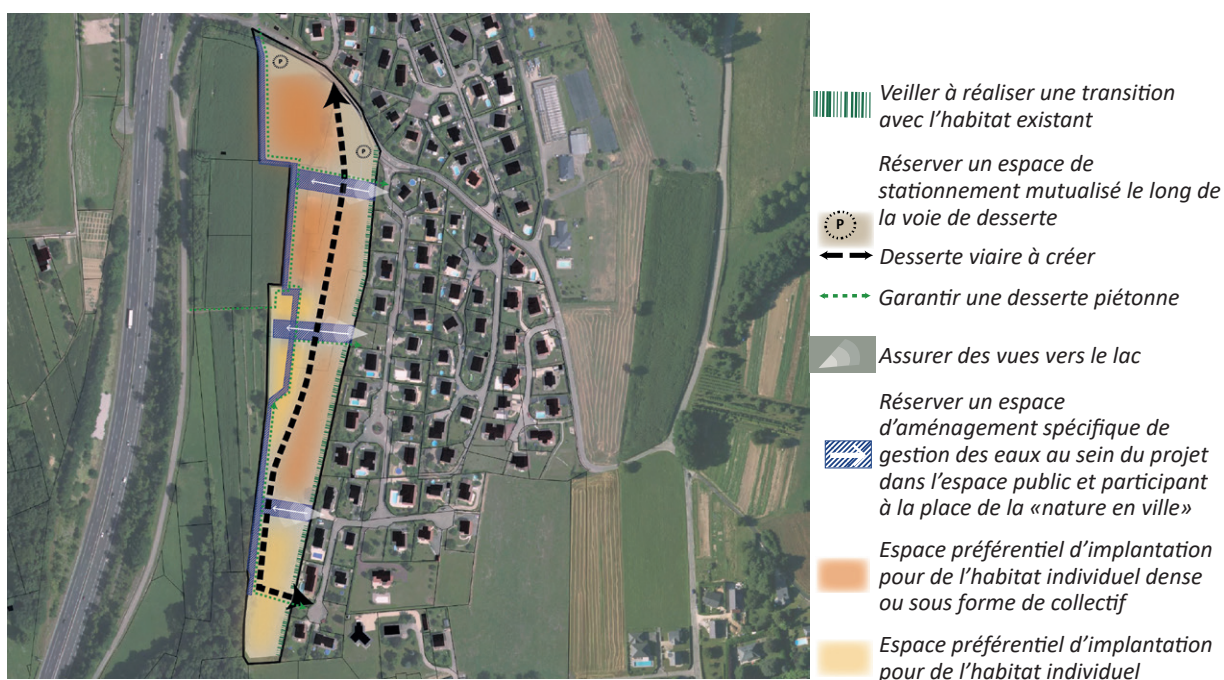 P
P
Veiller à réaliser une transition
avec l’habitat existant
Réserver un espace de
stationnement mutualisé le long de
P
la voie de desserte
Desserte viaire à créer
Garantir une desserte piétonne
Assurer des vues vers le lac
Réserver un espace
d’aménagement spécifique de
gestion des eaux au sein du projet
dans l’espace public et participant
à la place de la «nature en ville»
Espace préférentiel d’implantation
pour de l’habitat individuel dense
ou sous forme de collectif
Espace préférentiel d’implantation
pour de l’habitat individuel